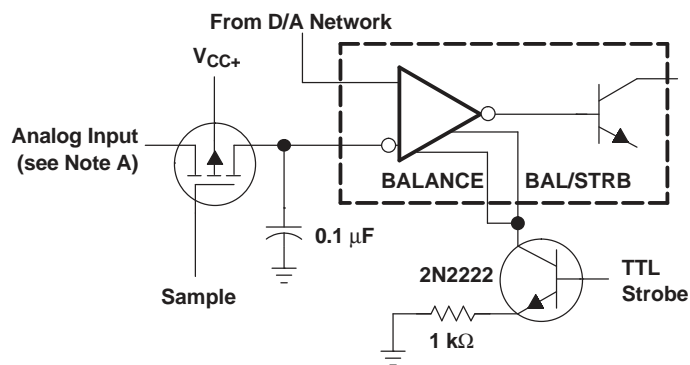 From D/A Network
VCC+
Analog Input
(see Note A)
BALANCE
BAL/STRB
0.1 μF
2N2222
TTL
Strobe
Sample
1 kΩ